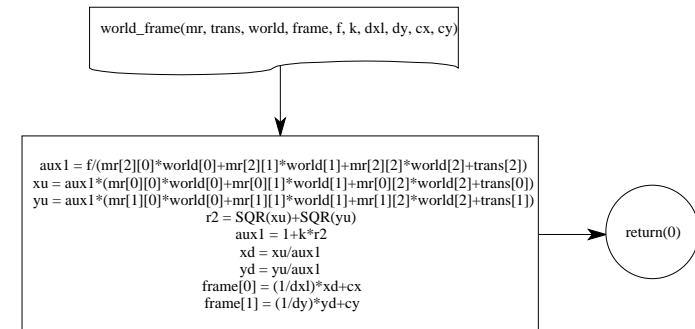 world_frame(mr, trans, world, frame, f, k, dxl, dy, cx, cy)
aux1 = f/(mr[2][0]*world[0]+mr[2][1]*world[1]+mr[2][2]*world[2]+trans[2])
xu = aux1*(mr[0][0]*world[0]+mr[0][1]*world[1]+mr[0][2]*world[2]+trans[0])
yu = aux1*(mr[1][0]*world[0]+mr[1][1]*world[1]+mr[1][2]*world[2]+trans[1])
r2 = SQR(xu)+SQR(yu)
aux1 = 1+k*r2
xd = xu/aux1
yd = yu/aux1
frame[0] = (1/dxl)*xd+cx
frame[1] = (1/dy)*yd+cy
return(0)